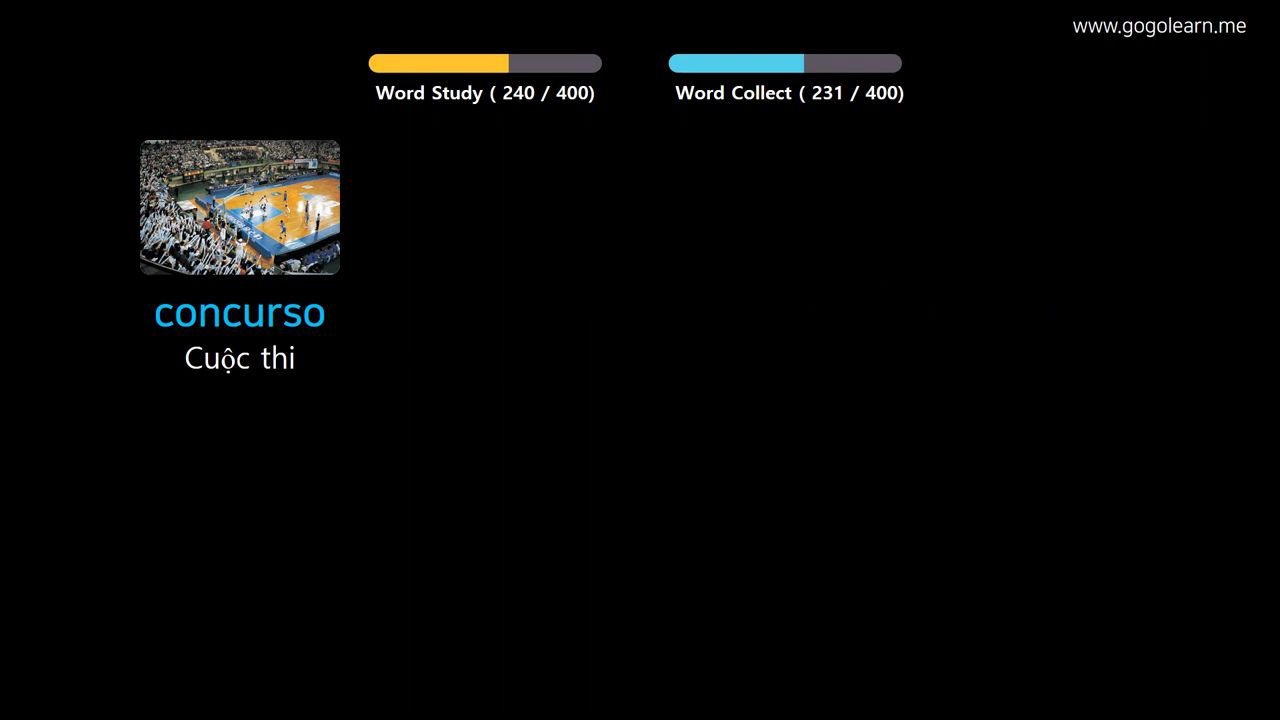 www.gogolearn.me
Word Study ( 240 / 400)
Word Collect ( 231 / 400)
concurso
Cuộc thi